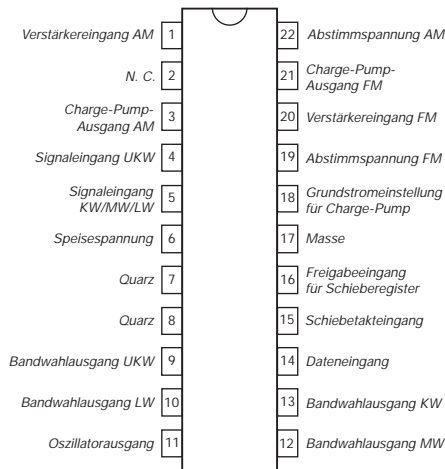 Verstärkereingang AM 1
22 Abstimmspannung AM
N. C. 2
21 Charge-Pump-
Ausgang FM
Charge-Pump-
Ausgang AM 3
20 Verstärkereingang FM
Signaleingang UKW 4
19 Abstimmspannung FM
Signaleingang
KW/MW/LW 5
18 Grundstromeinstellung
für Charge-Pump
Speisespannung 6
17 Masse
Quarz 7
16 Freigabeeingang
für Schieberegister
Quarz 8
15 Schiebetakteingang
Bandwahlausgang UKW 9
14 Dateneingang
Bandwahlausgang LW 10
13 Bandwahlausgang KW
Oszillatorausgang 11
12 Bandwahlausgang MW